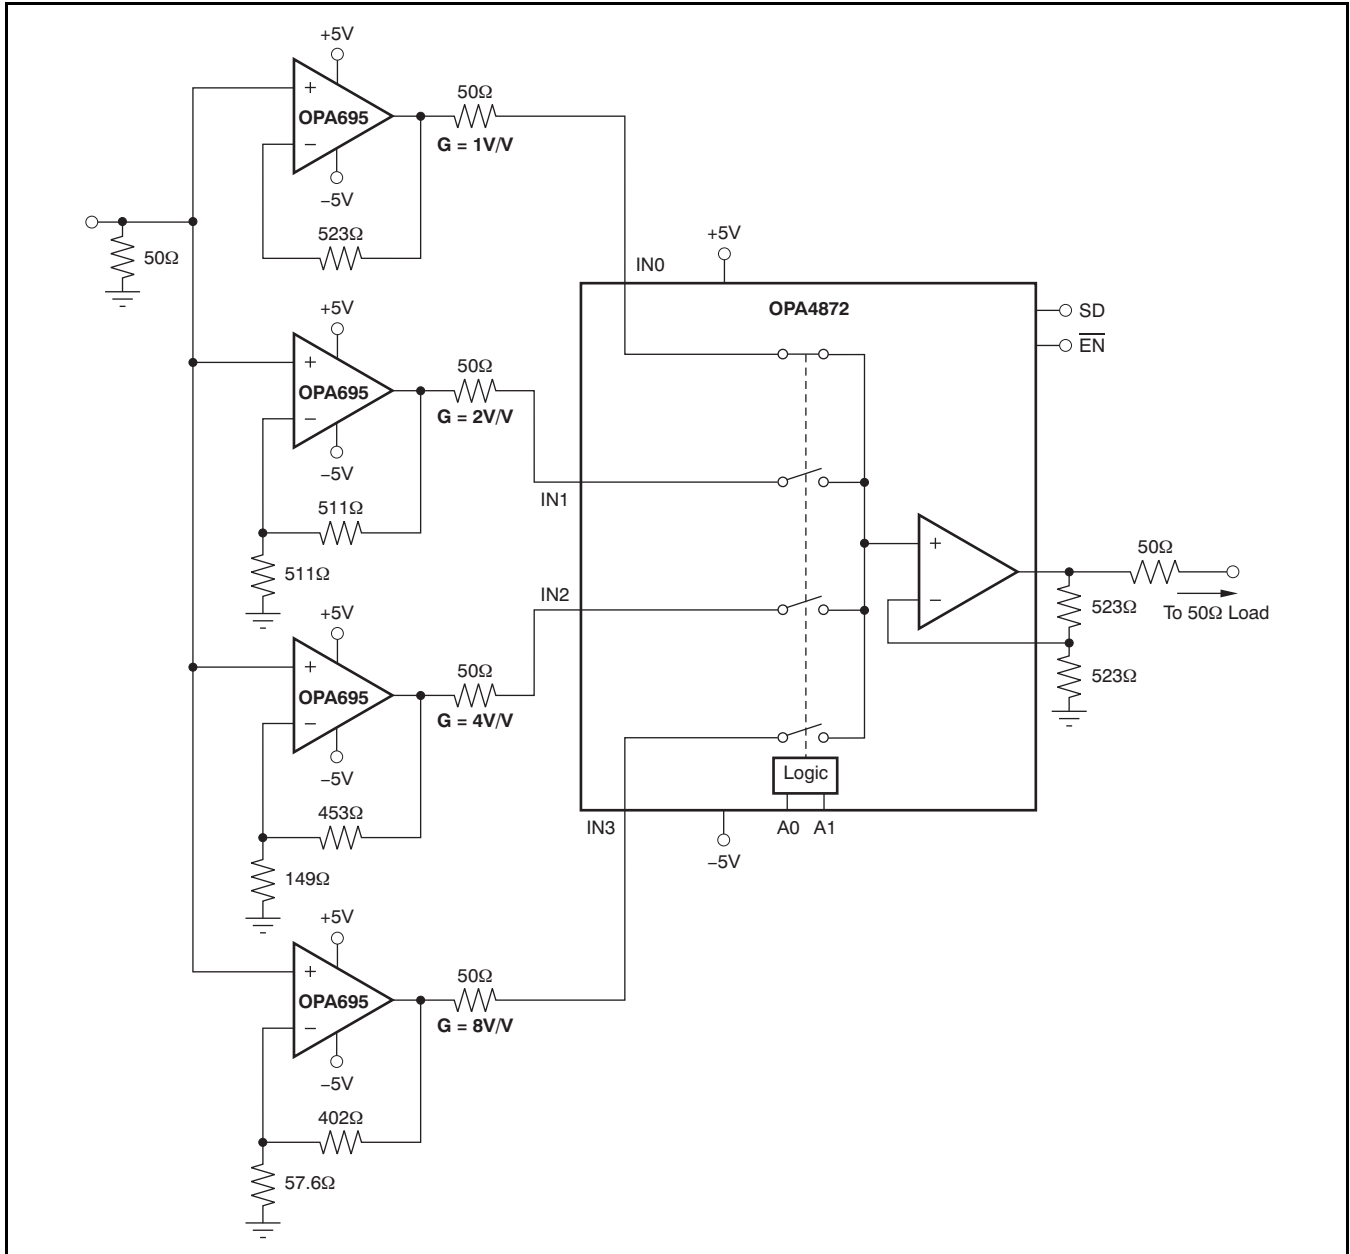 +5V
+
OPA695
−
−5V
50Ω
G = 1V/V
523Ω
50Ω
+5V
+
OPA695
−
−5V
50Ω
G = 2V/V
511Ω
511Ω
+5V
+
OPA695
−
−5V
50Ω
G = 4V/V
453Ω
149Ω
+5V
+
OPA695
−
−5V
50Ω
G = 8V/V
402Ω
57.6Ω
+5V
IN0
OPA4872
SD
EN
IN1
IN2
IN3
+
−
Logic
A0 A1
−5V
50Ω
To 50Ω Load
523Ω
523Ω